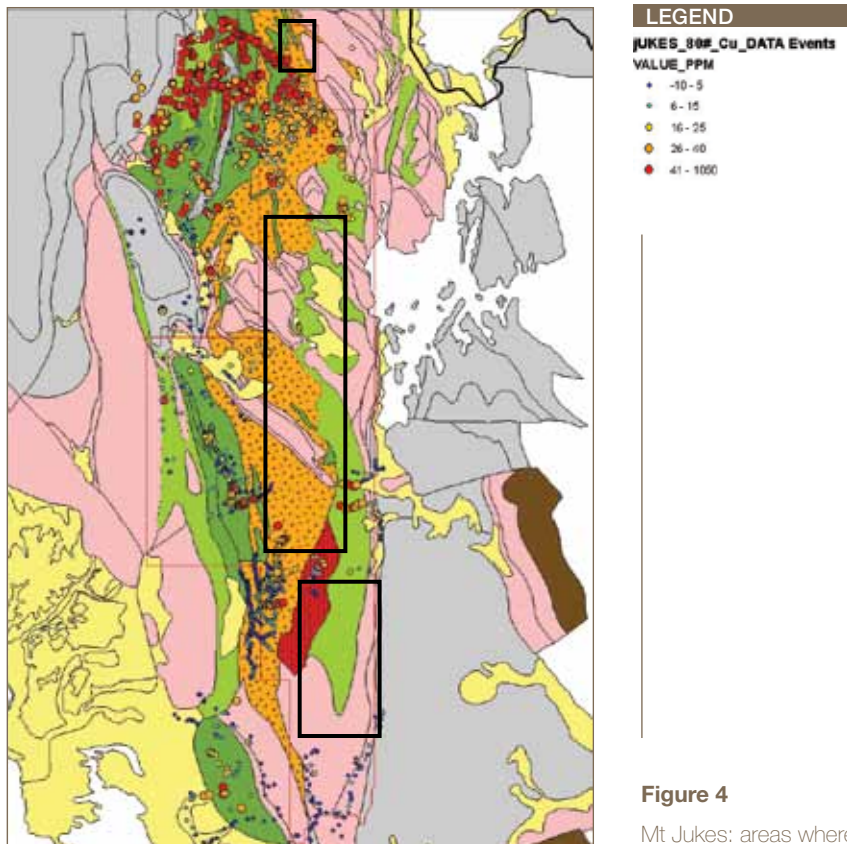 LEGEND
jUKES_80#_Cu_DATA Events
VALUE_PPM
-10 - 5
6 - 15
16 - 25
26 - 40
41 - 1050
Figure 4
Mt Jukes: areas where